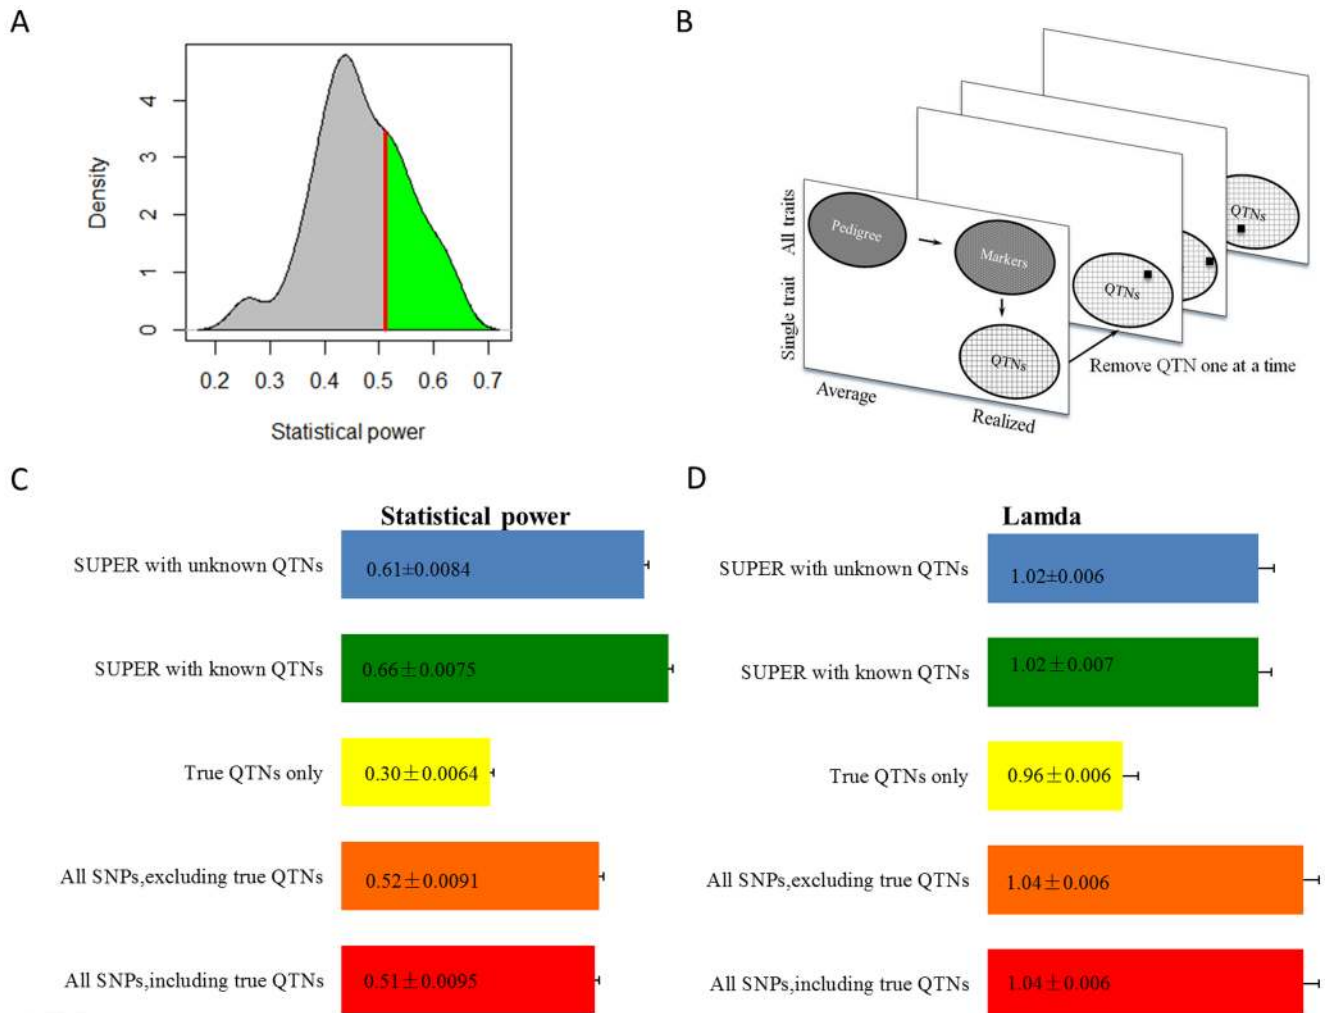 A
Density
0
1
2
3
4
0.2 0.3 0.4 0.5 0.6 0.7
Statistical power
B
All traits
Single trait
Pedigree
Markers
QTNs
QTNs
QTNs
Average
Realized
Remove QTN one at a time
C
Statistical power
SUPER with unknown QTNs
0.61±0.0084
SUPER with known QTNs
0.66±0.0075
True QTNs only
0.30±0.0064
All SNPs,excluding true QTNs
0.52±0.0091
All SNPs,including true QTNs
0.51±0.0095
D
Lamda
SUPER with unknown QTNs
1.02±0.006
SUPER with known QTNs
1.02±0.007
True QTNs only
0.96±0.006
All SNPs,excluding true QTNs
1.04±0.006
All SNPs,including true QTNs
1.04±0.006